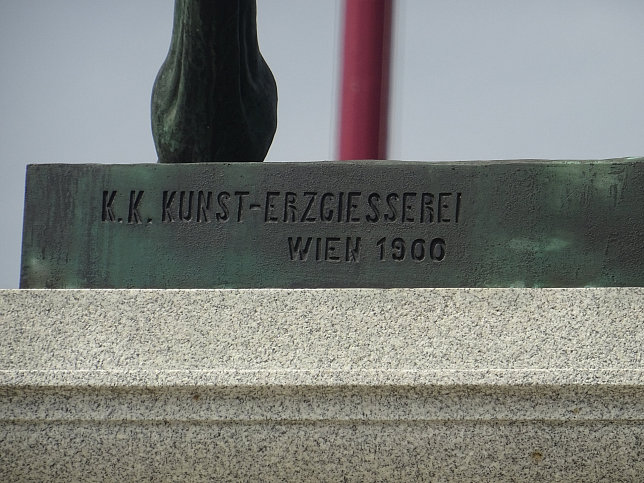 K.K. KUNST-ERZGIESSEREI
WIEN 1900